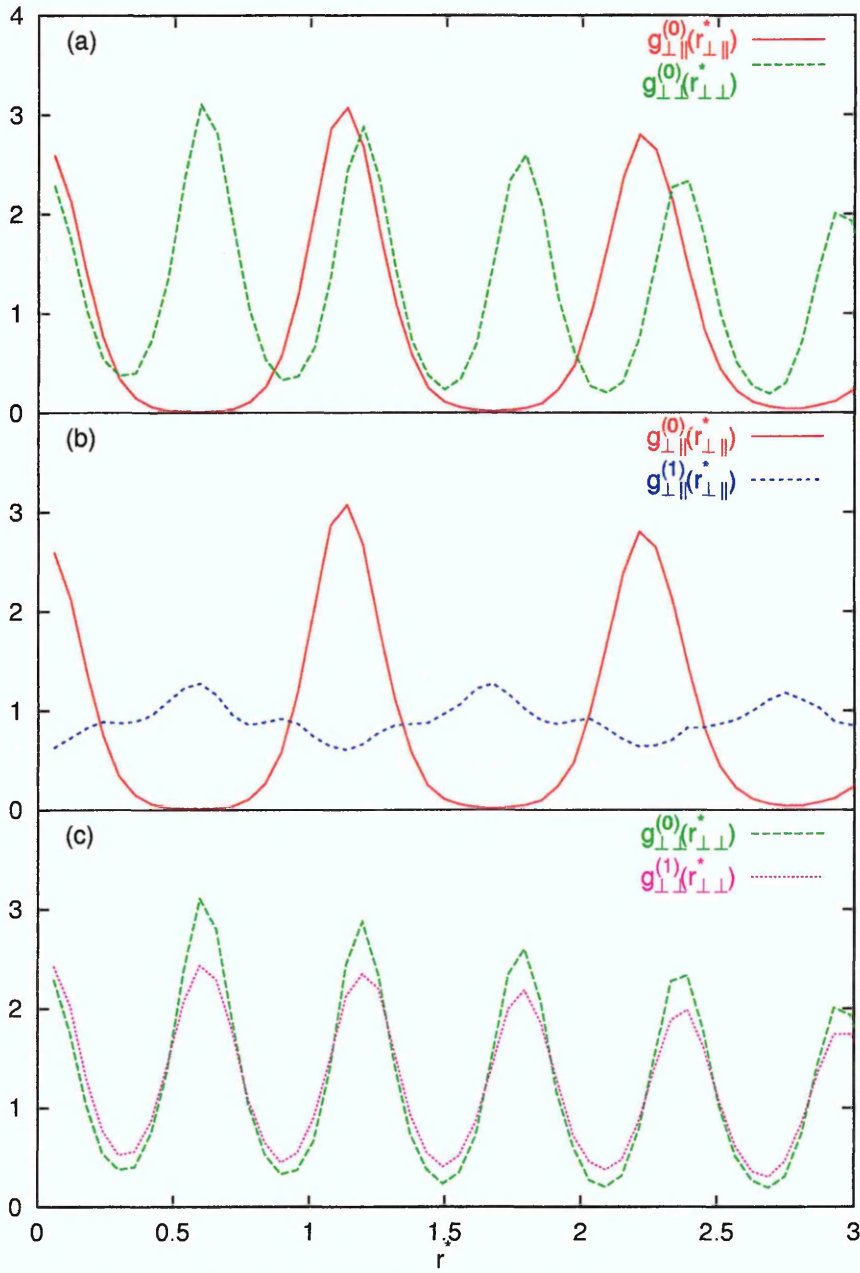 4
(a)
g⊥∥(0)(r*⊥∥)
g⊥⊥(0)(r*⊥⊥)
3
2
1
0
(b)
g⊥∥(0)(r*⊥∥)
g⊥∥(1)(r*⊥∥)
3
2
1
0
(c)
g⊥⊥(0)(r*⊥⊥)
g⊥⊥(1)(r*⊥⊥)
3
2
1
0
0 0.5 1 1.5 2 2.5 3
r*